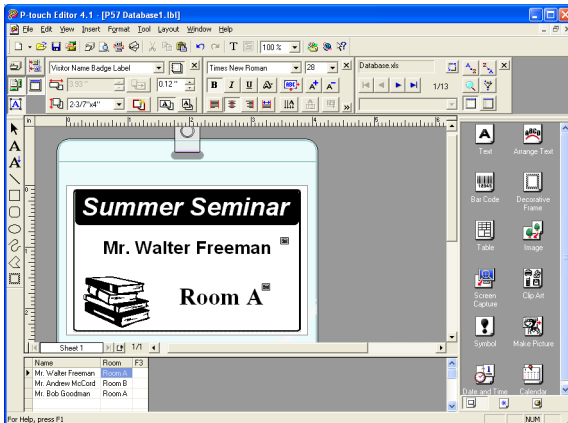 P-touch Editor 4.1 - [P57 Database1.lbl]
File Edit View Insert Format Tool Layout Window Help
100 %
Visitor Name Badge Label
Times New Roman
28
Database.xls
3.93 "
0.12 "
B I U
ABC
A+ A-
1/13
2-3/7"x4"
in
Summer Seminar
Mr. Walter Freeman
Room A
Text
Arrange Text
Bar Code
Decorative Frame
Table
Image
Screen Capture
Clip Art
Symbol
Make Picture
Date and Time
Calendar
Sheet 1
1/1
Name Room F3
Mr. Walter Freeman Room A
Mr. Andrew McCord Room B
Mr. Bob Goodman Room A
For Help, press F1
NUM